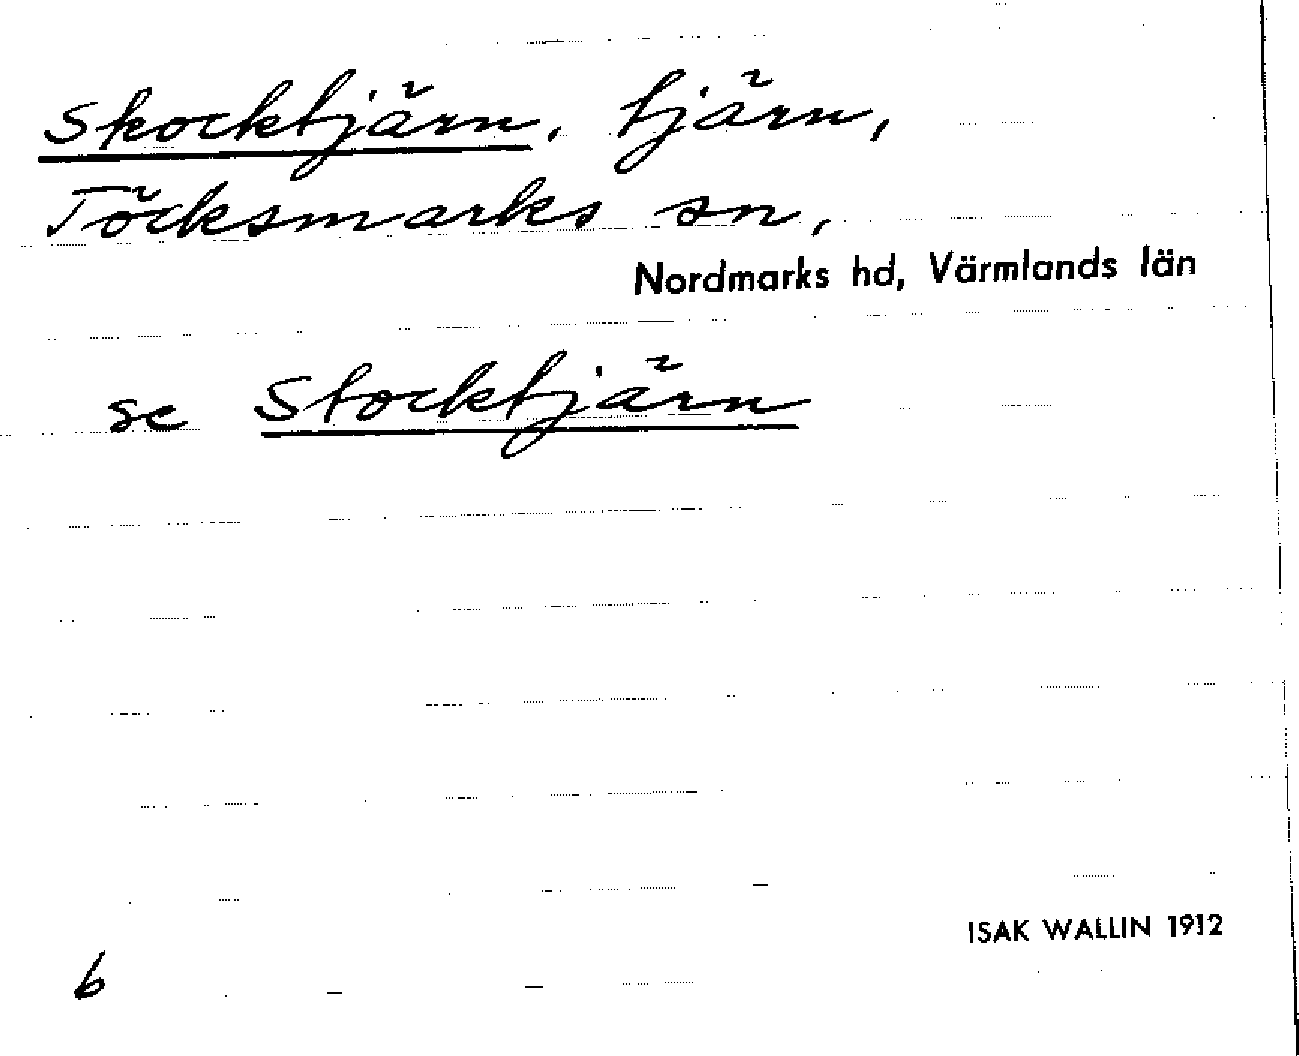 Skocktjärn, tjärn,
Töcksmarks sn,
Nordmarks hd, Värmlands län
se Stocktjärn
ISAK WALLIN 1912
6